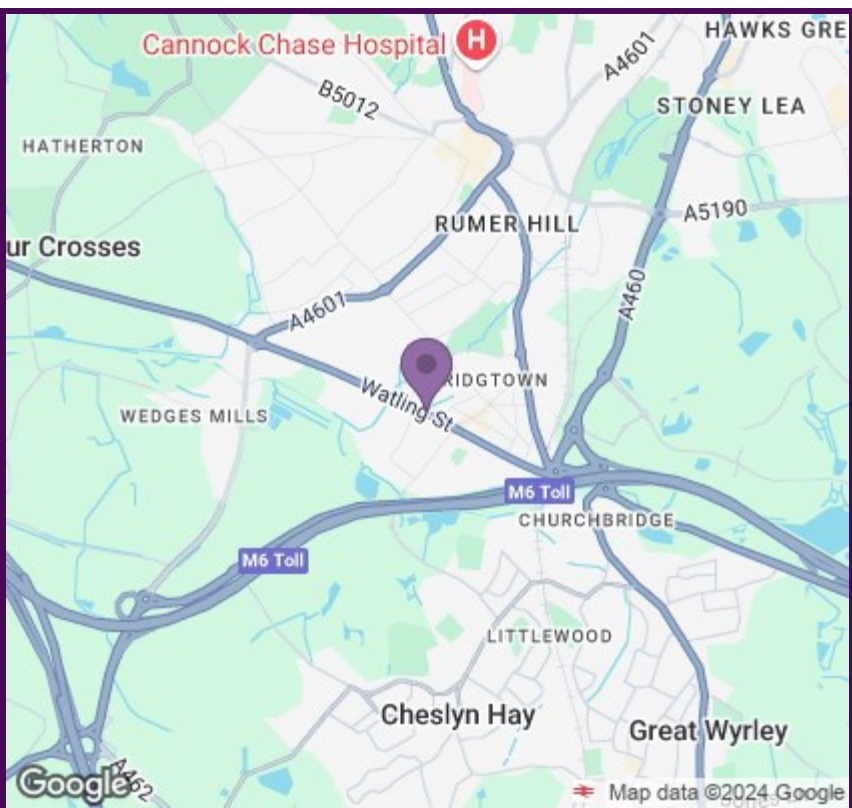 HAWKS GRE
Cannock Chase Hospital H
A4601
B5012
STONEY LEA
HATHERTON
A5190
RUMER HILL
ur Crosses
A460
A4601
RIDGTOWN
Watling St
WEDGES MILLS
M6 Toll
CHURCHBRIDGE
M6 Toll
LITTLEWOOD
Cheslyn Hay
Great Wyrley
A462
Google
Map data ©2024 Google